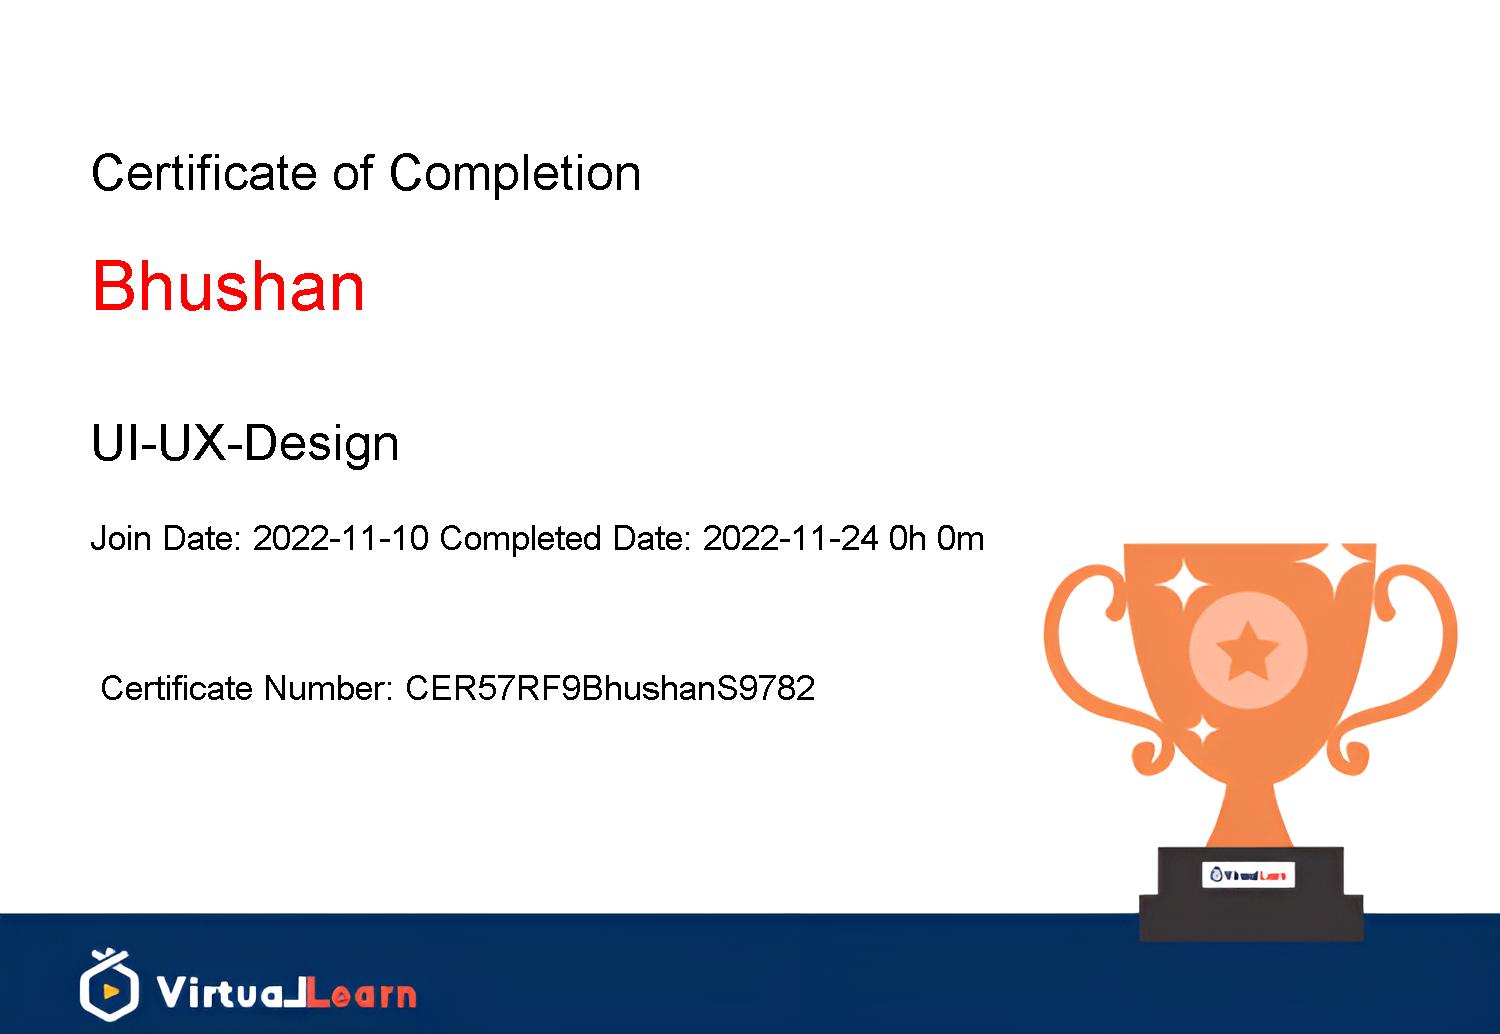 Certificate of Completion
Bhushan
UI-UX-Design
Join Date: 2022-11-10 Completed Date: 2022-11-24 0h 0m
Certificate Number: CER57RF9BhushanS9782
VirtualLearn
VirtualLearn